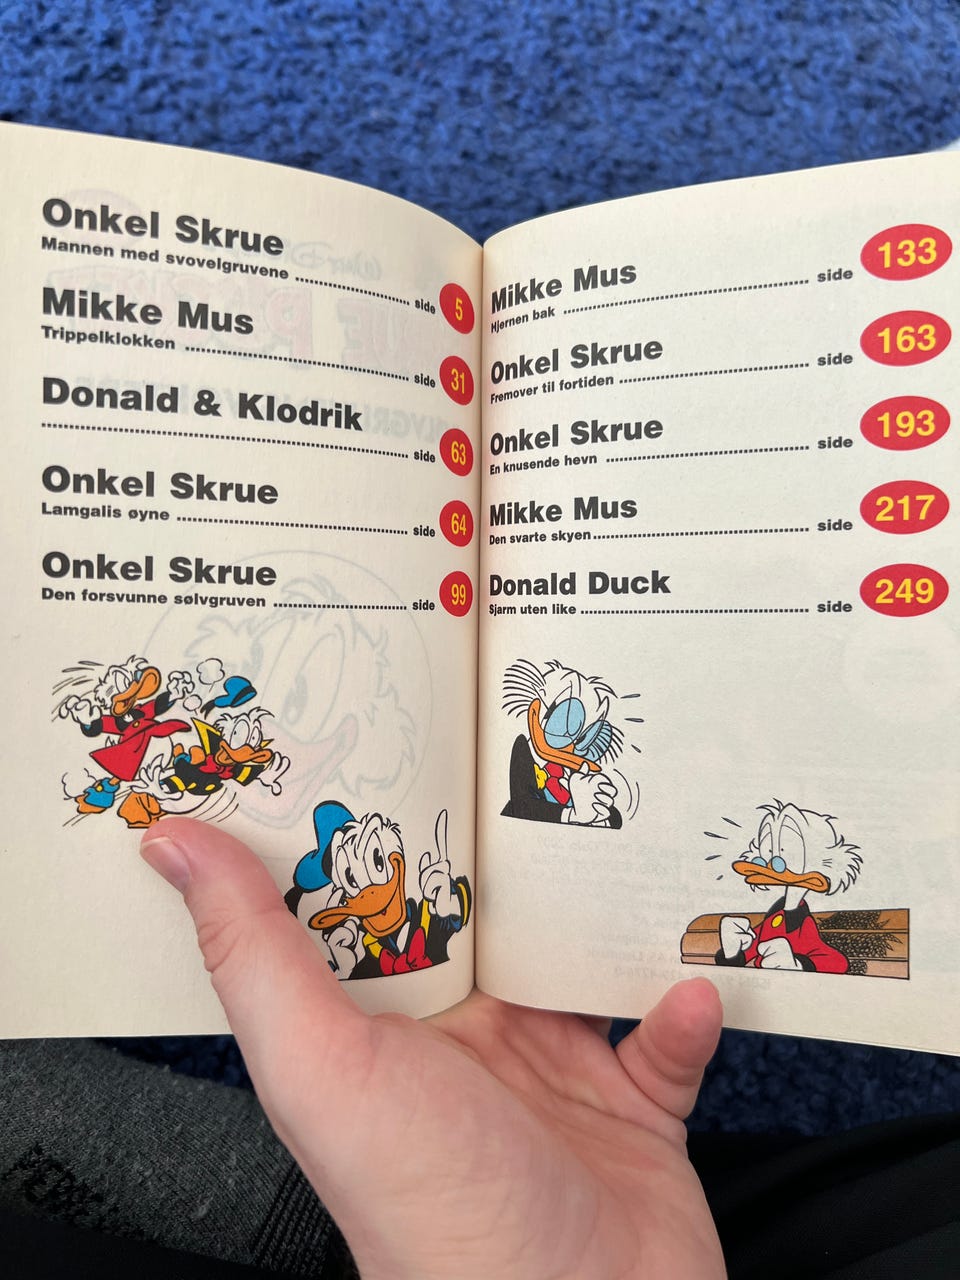 Onkel Skrue
Mannen med svovelgruvene ........................ side 5
Mikke Mus
Trippelklokken ................................................ side 31
Donald & Klodrik
................................................................................ side 63
Onkel Skrue
Lamgalis øyne .................................................. side 64
Onkel Skrue
Den forsvunne sølvgruven ............................ side 99
Mikke Mus
Hjernen bak .................................................. side 133
Onkel Skrue
Fremover til fortiden ...................................... side 163
Onkel Skrue
En knusende hevn .......................................... side 193
Mikke Mus
Den svarte skyen ............................................ side 217
Donald Duck
Sjarm uten like .............................................. side 249